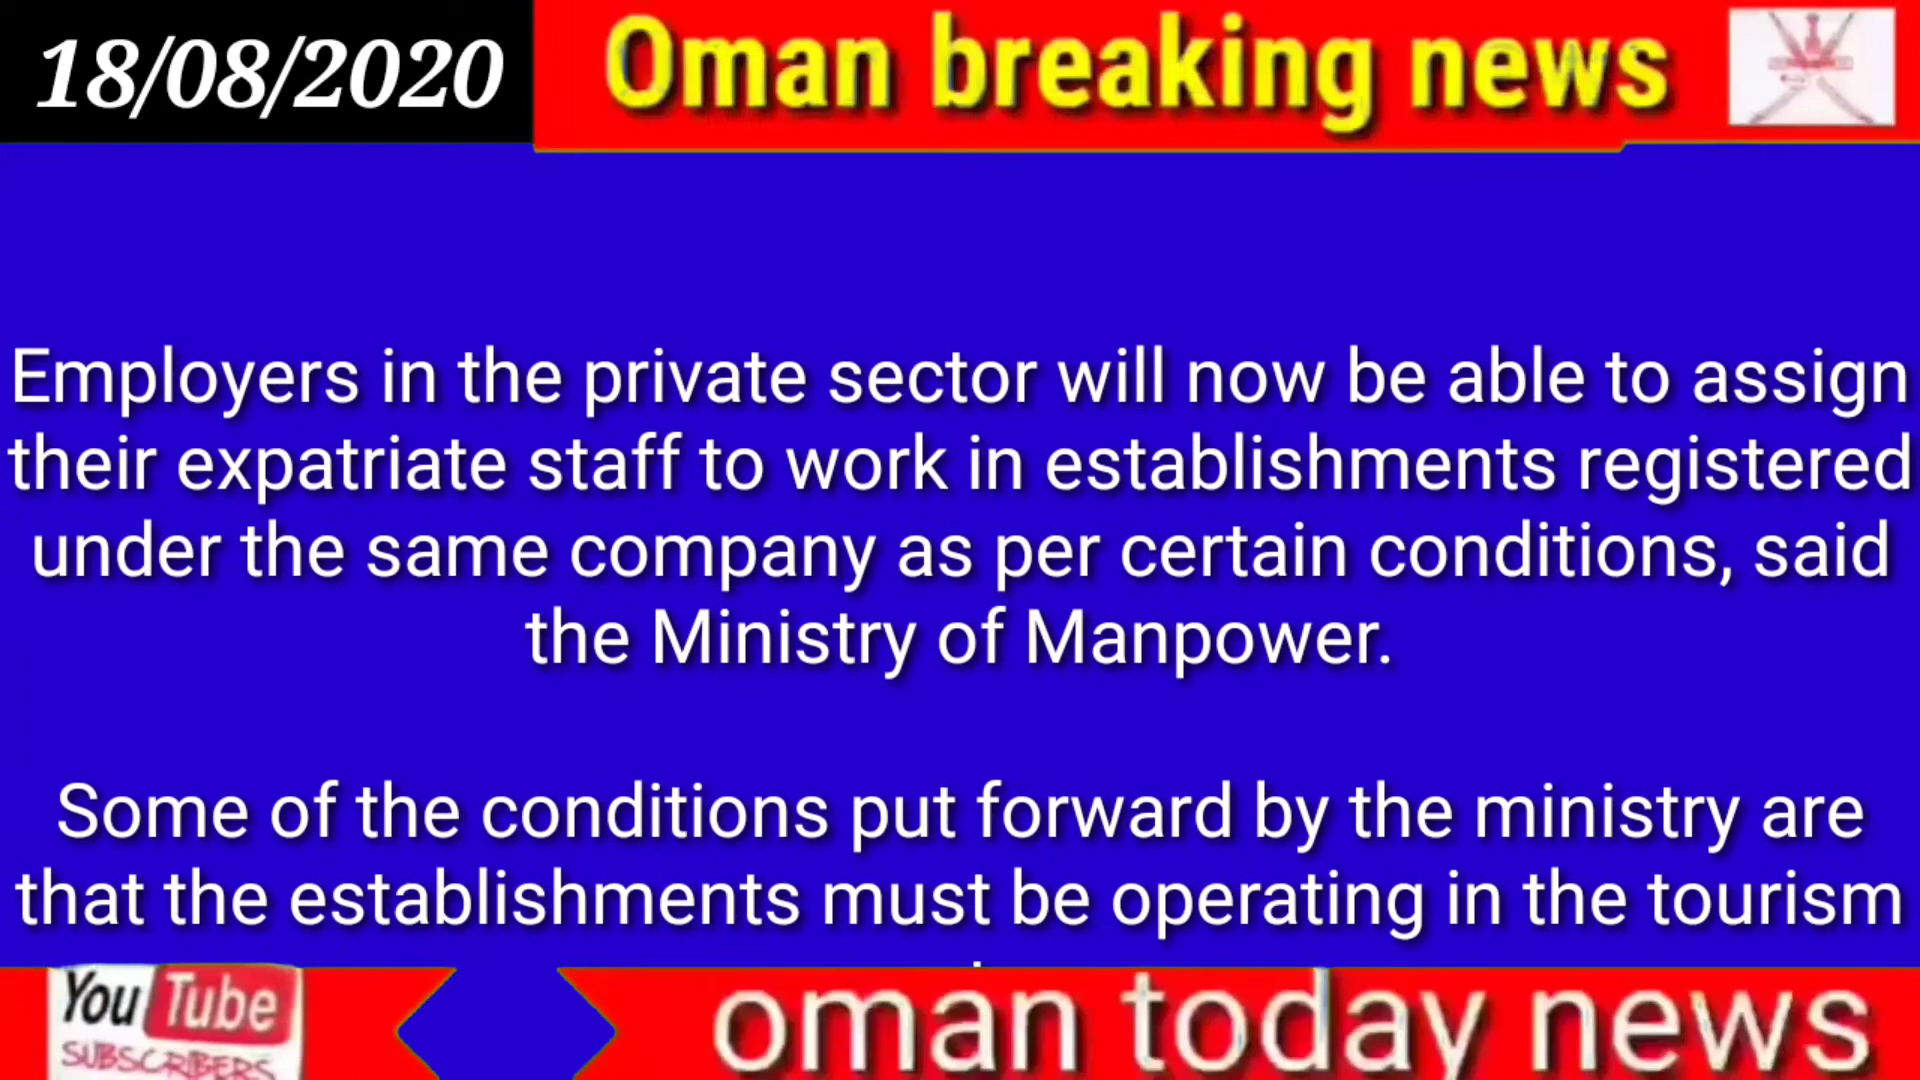 18/08/2020
Oman breaking news
Employers in the private sector will now be able to assign
their expatriate staff to work in establishments registered
under the same company as per certain conditions, said
the Ministry of Manpower.
Some of the conditions put forward by the ministry are
that the establishments must be operating in the tourism
You Tube
SUBSCRIBERS
oman today news